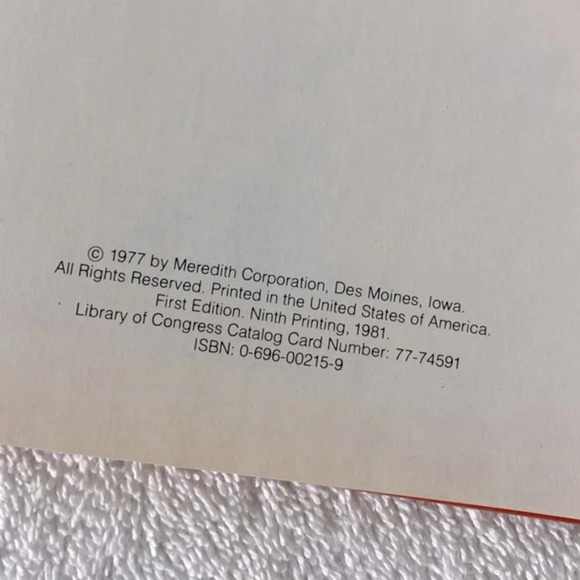 © 1977 by Meredith Corporation, Des Moines, Iowa.
All Rights Reserved. Printed in the United States of America.
First Edition. Ninth Printing, 1981.
Library of Congress Catalog Card Number: 77-74591
ISBN: 0-696-00215-9